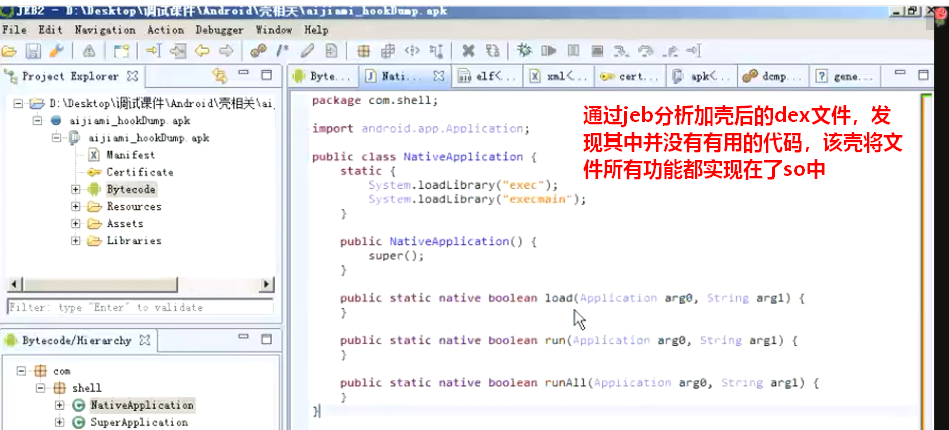 JEB2 - D:\Desktop\调试课件\Android\壳相关\aijiami_hookDump.apk
File Edit Navigation Action Debugger Window Help
Project Explorer
D:\Desktop\调试课件\Android\壳相关\ai
aijiami_hookDump.apk
aijiami_hookDump.apk
Manifest
Certificate
Bytecode
Resources
Assets
Libraries
Filter: type "Enter" to validate
Bytecode/Hierarchy
com
shell
NativeApplication
SuperApplication
Byte... Nati... elf<... xml<... cert... apk<... dcmp... gene...
package com.shell;
import android.app.Application;
public class NativeApplication {
static {
System.loadLibrary("exec");
System.loadLibrary("execmain");
}
public NativeApplication() {
super();
}
public static native boolean load(Application arg0, String arg1) {
}
public static native boolean run(Application arg0, String arg1) {
}
public static native boolean runAll(Application arg0, String arg1) {
}
}
通过jeb分析加壳后的dex文件，发
现其中并没有有用的代码，该壳将文
件所有功能都实现在了so中